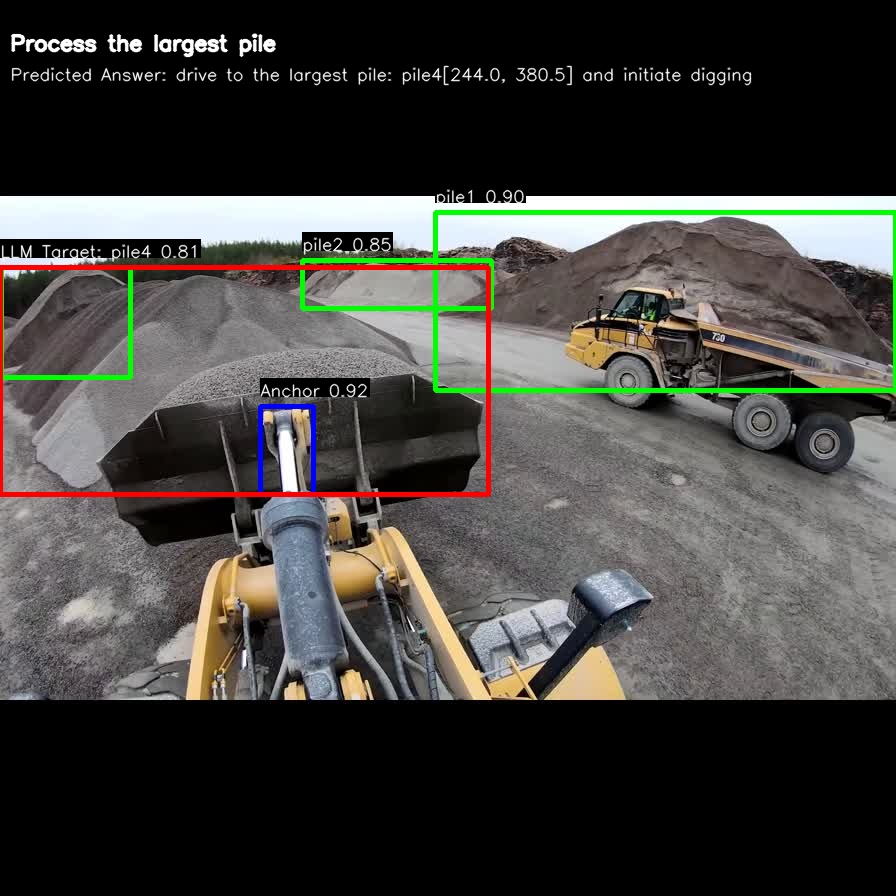 Process the largest pile
Predicted Answer: drive to the largest pile: pile4[244.0, 380.5] and initiate digging
pile1 0.90
pile2 0.85
LLM Target: pile4 0.81
Anchor 0.92
730